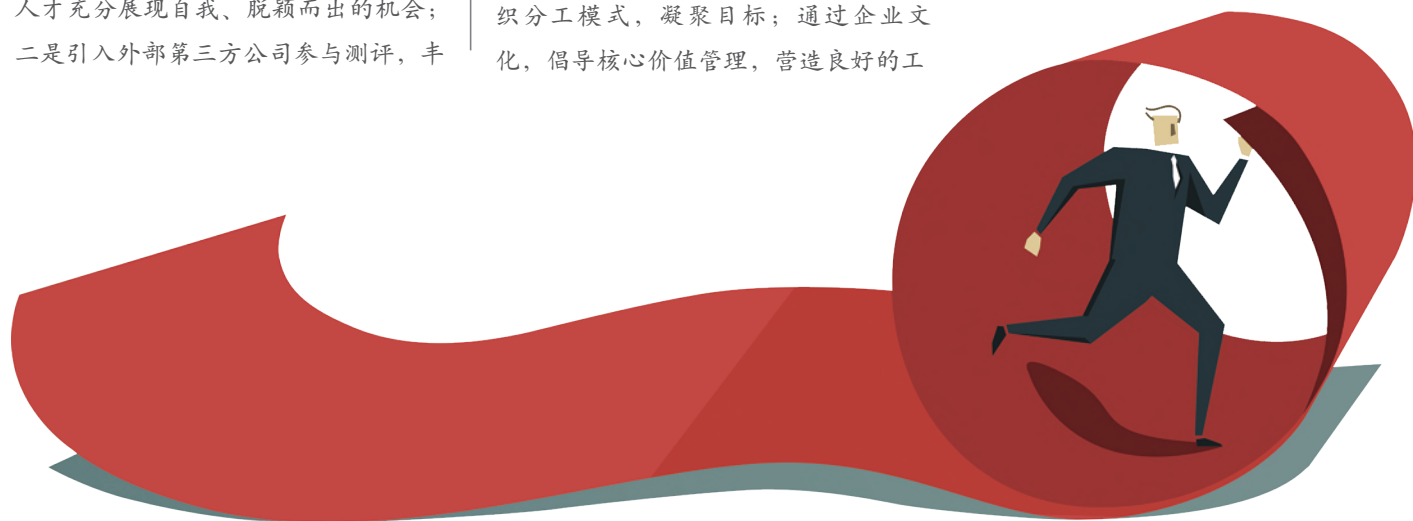 人才充分展现自我、脱颖而出的机会；
二是引入外部第三方公司参与测评，丰
织分工模式，凝聚目标；通过企业文
化，倡导核心价值管理，营造良好的工